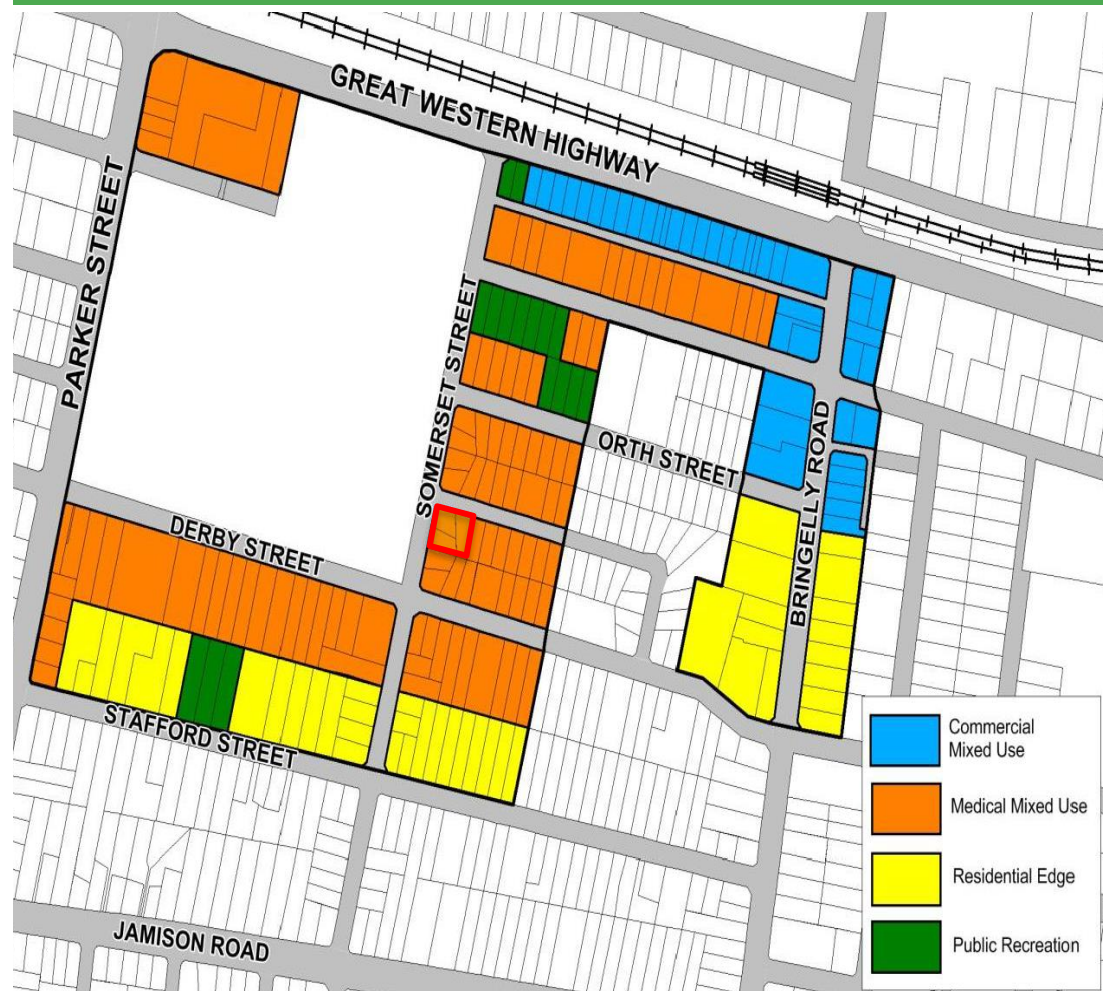 GREAT WESTERN HIGHWAY
PARKER STREET
SOMERSET STREET
ORTH STREET
BRINGELLY ROAD
DERBY STREET
STAFFORD STREET
JAMISON ROAD
Commercial
Mixed Use
Medical Mixed Use
Residential Edge
Public Recreation